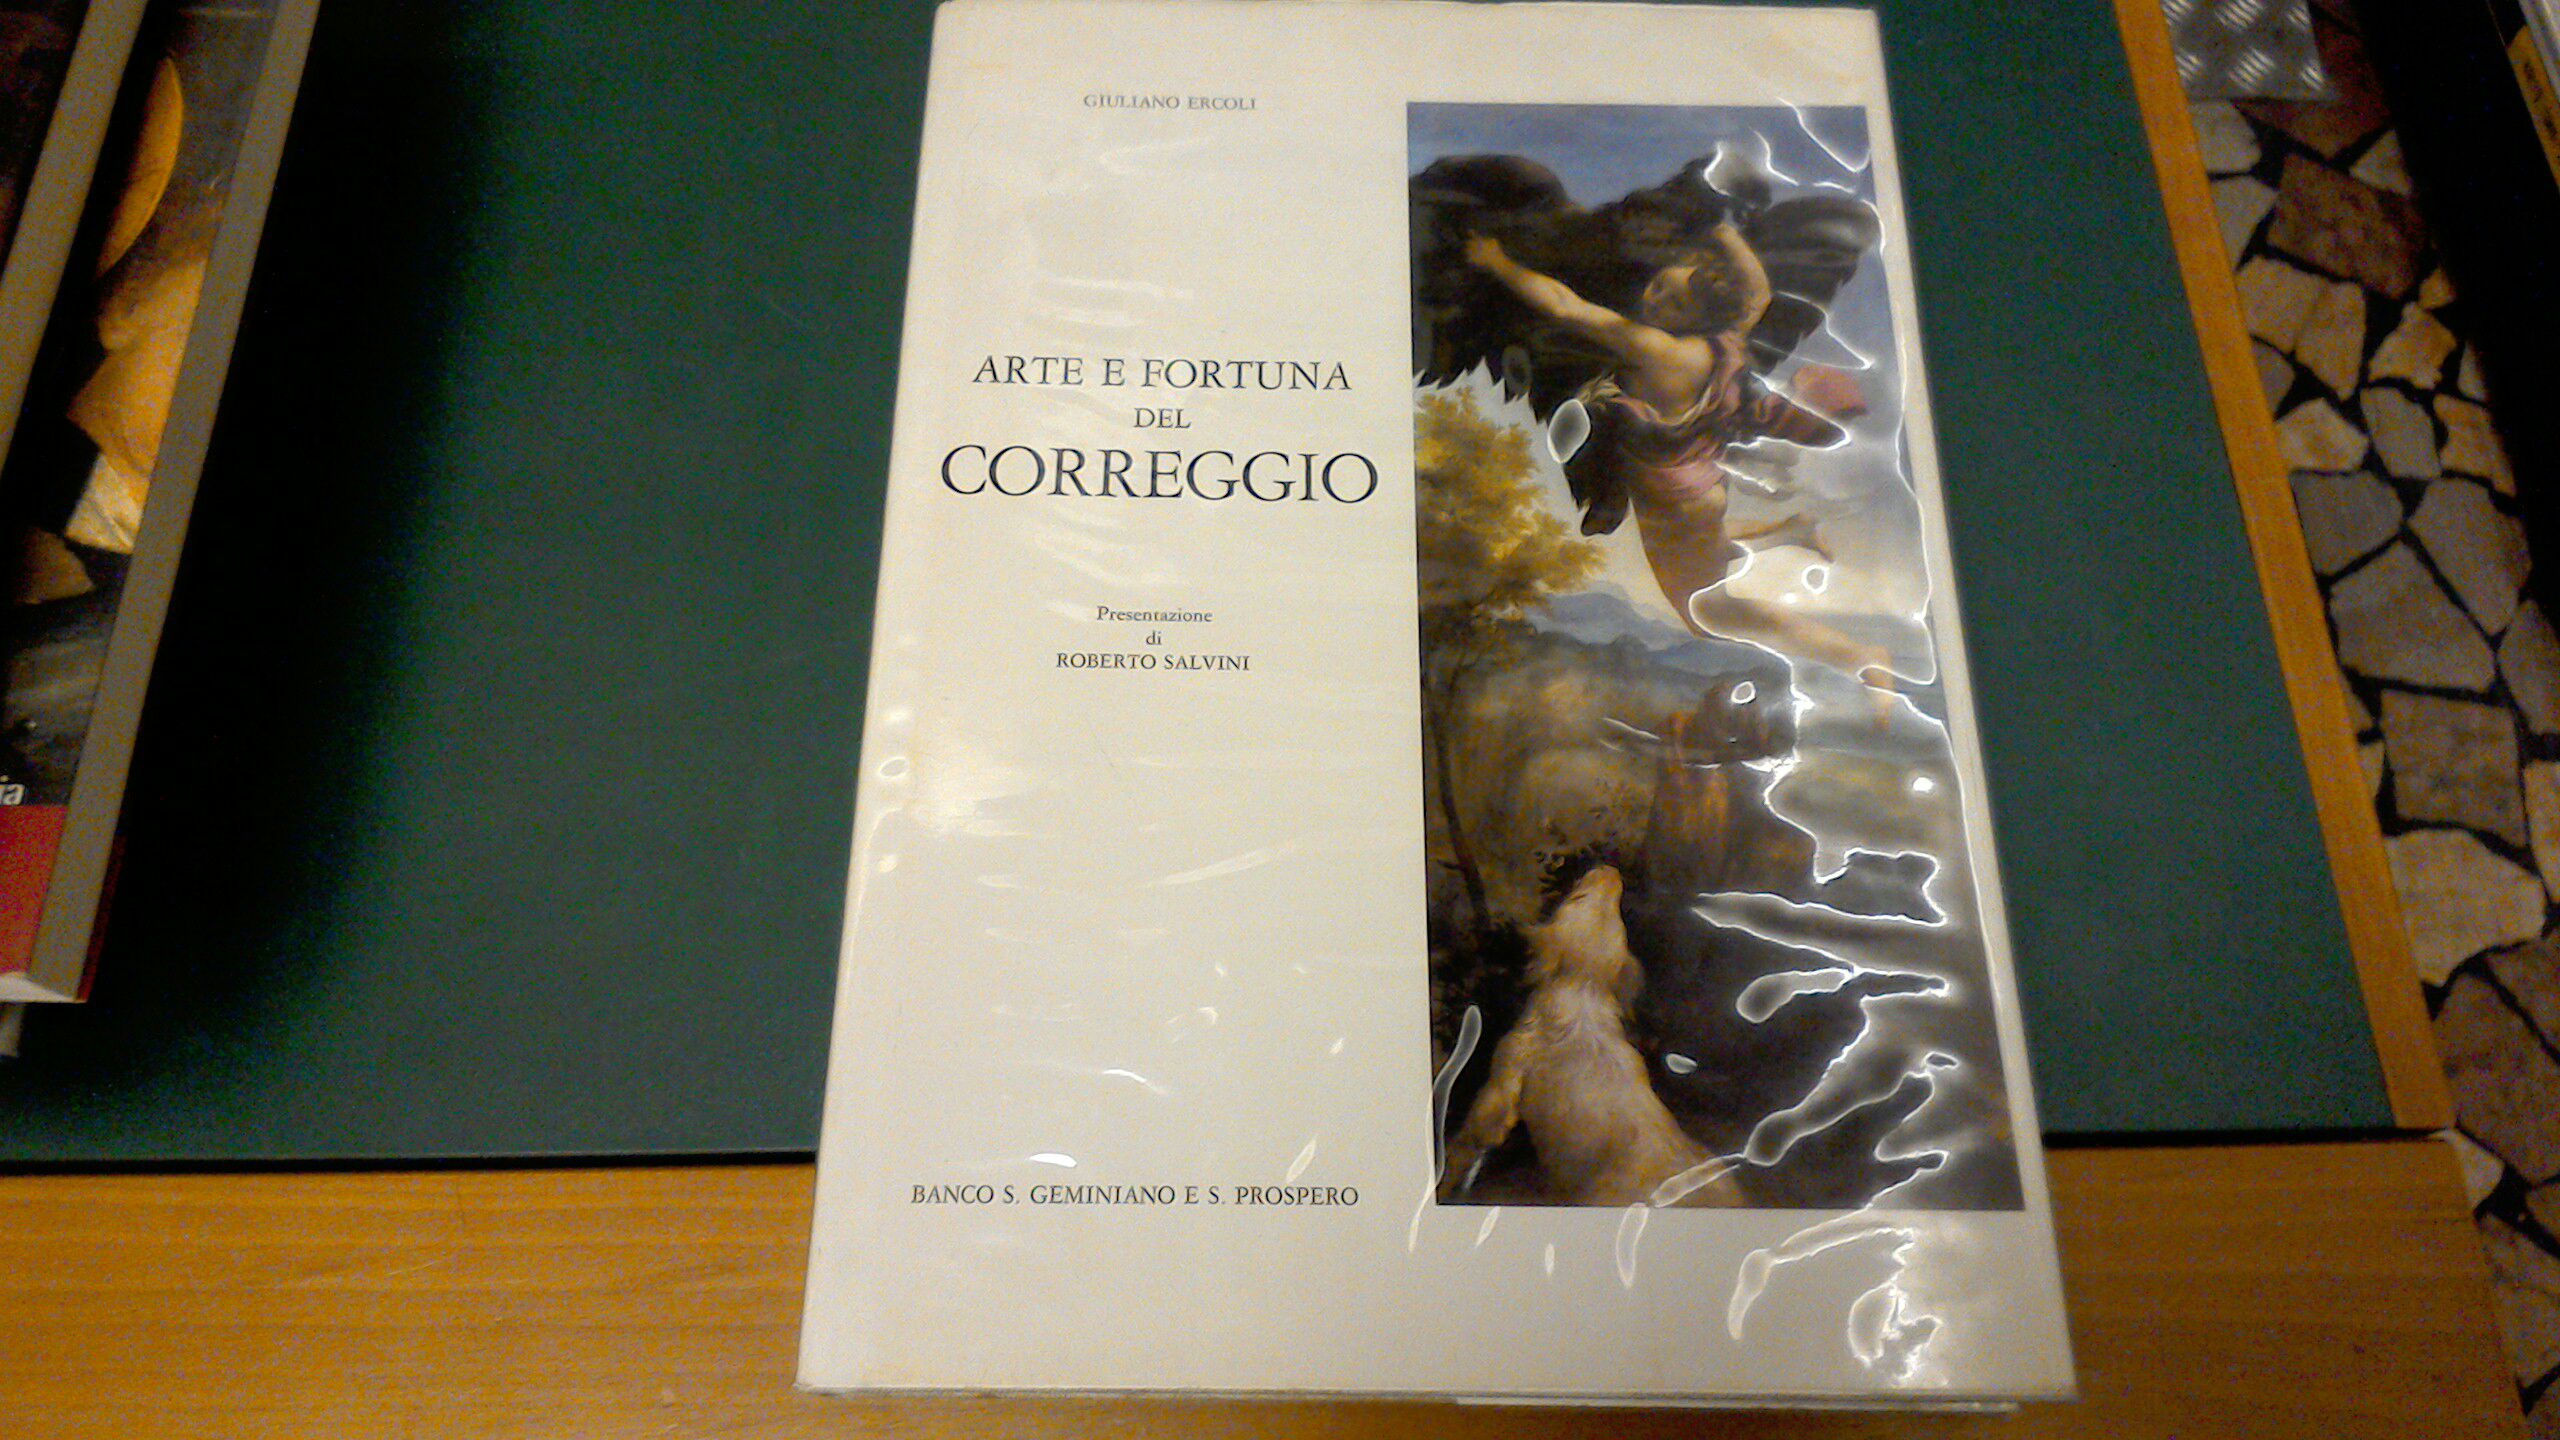 GIULIANO ERCOLI
ARTE E FORTUNA
DEL
CORREGGIO
Presentazione
di
ROBERTO SALVINI
BANCO S. GEMINIANO E S. PROSPERO